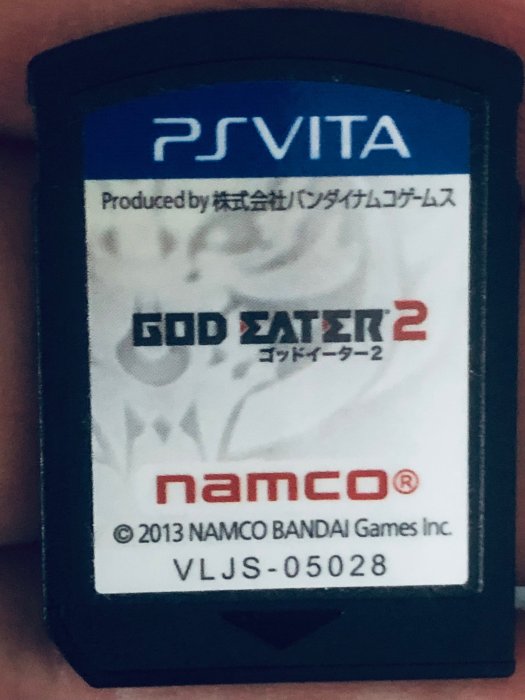 PSVITA
Produced by 株式会社バンダイナムコゲームス
GOD EATER 2
ゴッドイーター2
namco®
© 2013 NAMCO BANDAI Games Inc.
VLJS-05028